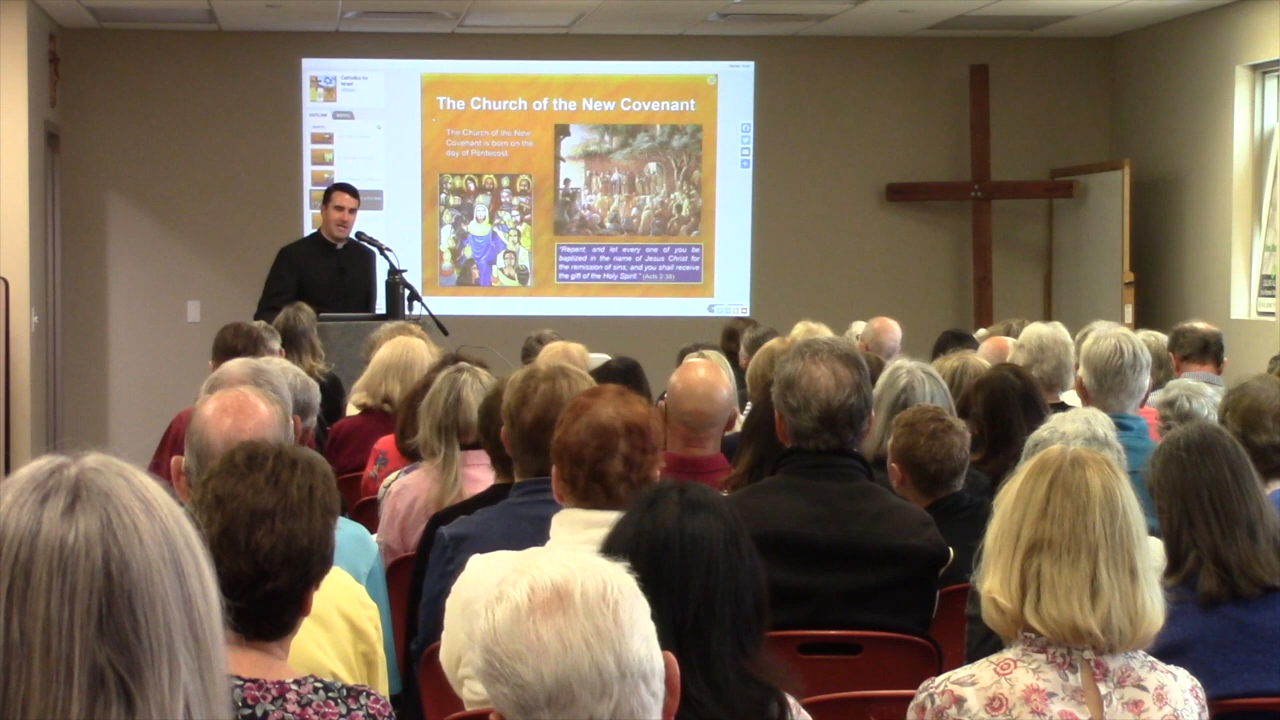 Catholics for
Israel
OUTLINE
The Church of the New Covenant
The Church of the New
Covenant is born on the
day of Pentecost.
"Repent, and let every one of you be
baptized in the name of Jesus Christ for
the remission of sins; and you shall receive
the gift of the Holy Spirit." (Acts 2:38)